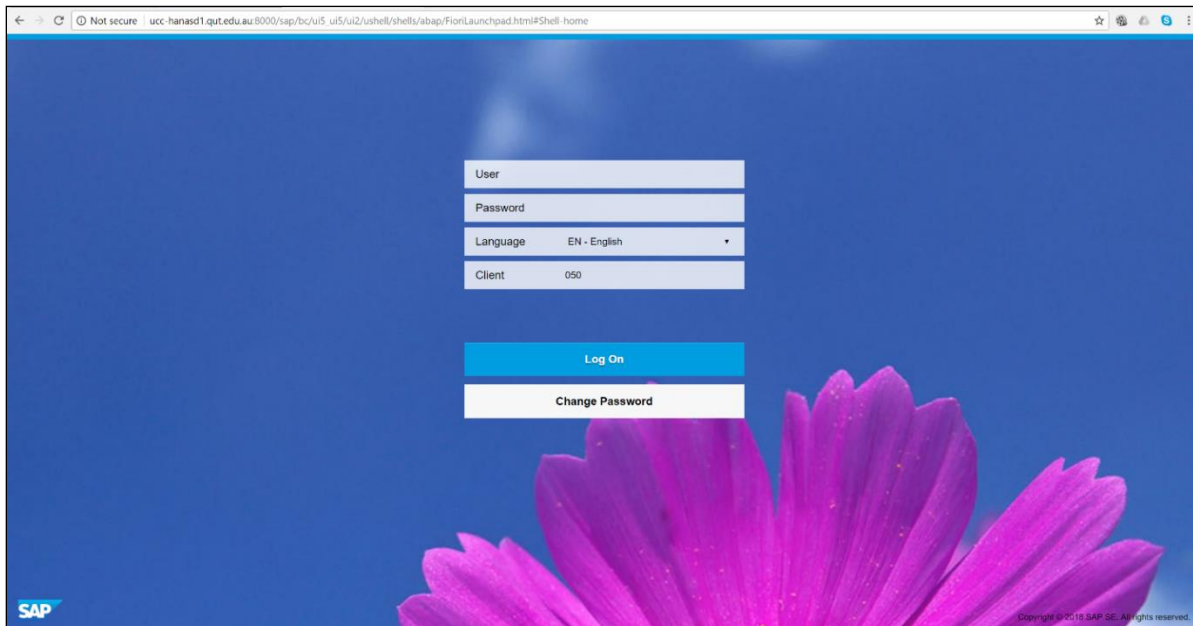 Not secure ucc-hanasd1.qut.edu.au:8000/sap/bc/ui5_ui5/ui2/ushell/shells/abap/FioriLaunchpad.html#Shell-home
User
Password
Language EN - English
Client 050
Log On
Change Password
SAP
Copyright © 2018 SAP SE. All rights reserved.